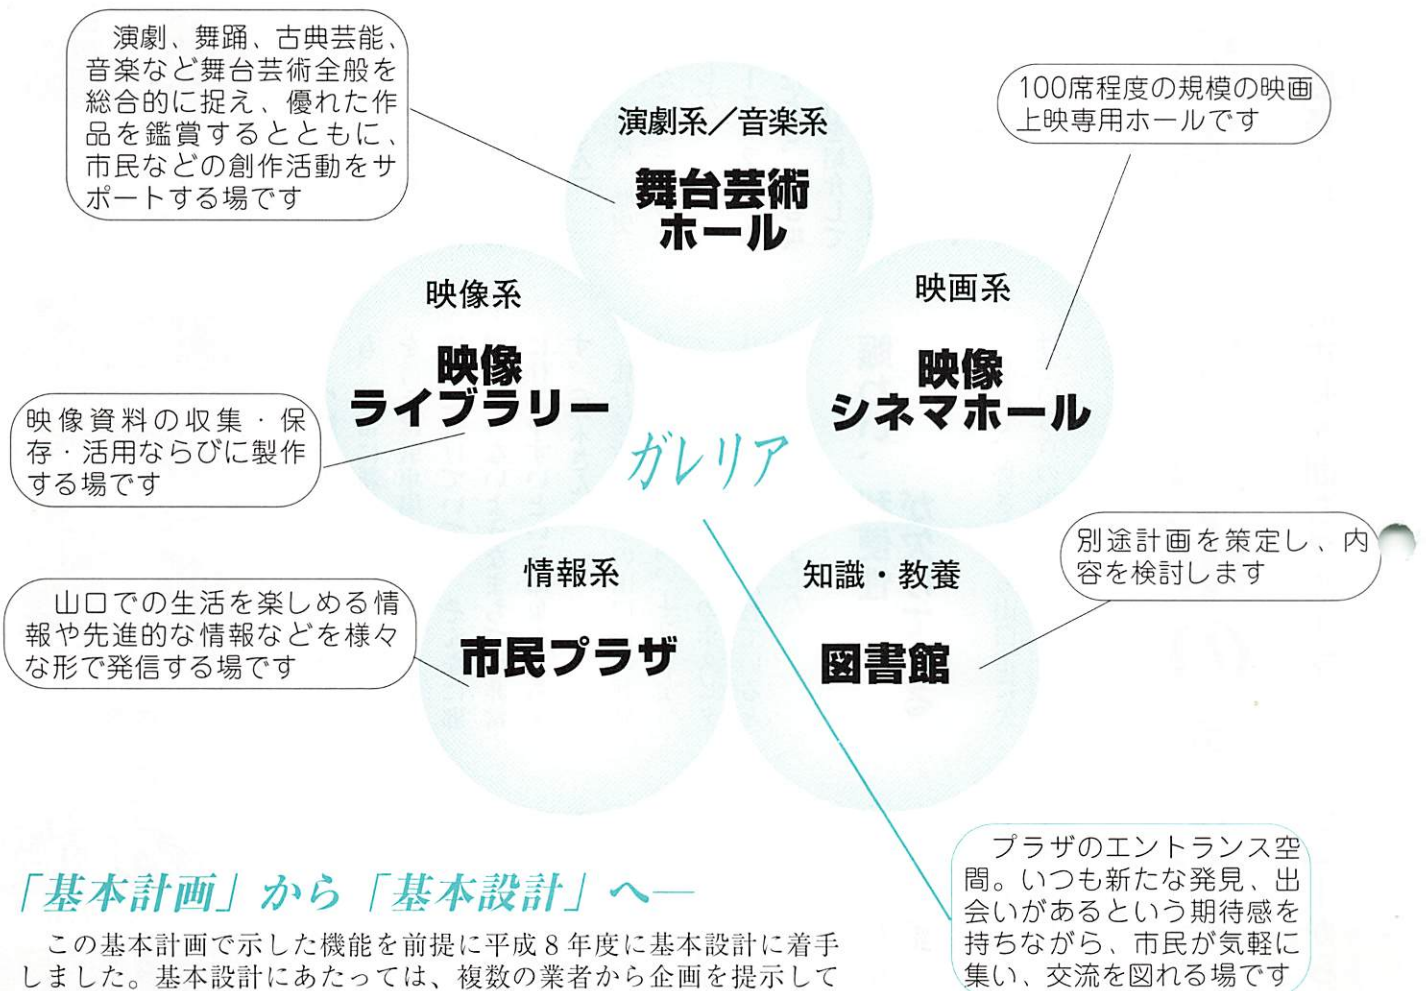 演劇、舞踊、古典芸能、
音楽など舞台芸術全般を
総合的に捉え、優れた作
品を鑑賞するとともに、
市民などの創作活動をサ
ポートする場です
演劇系／音楽系
舞台芸術
ホール
100席程度の規模の映画
上映専用ホールです
映像系
映像
ライブラリー
映画系
映像
シネマホール
映像資料の収集・保
存・活用ならびに製作
する場です
ガレリア
情報系
市民プラザ
知識・教養
図書館
別途計画を策定し、内
容を検討します
山口での生活を楽しめる情
報や先進的な情報などを様々
な形で発信する場です
プラザのエントランス空
間。いつも新たな発見、出
会いがあるという期待感を
持ちながら、市民が気軽に
集い、交流を図れる場です
「基本計画」から「基本設計」へ―
この基本計画で示した機能を前提に平成8年度に基本設計に着手
しました。基本設計にあたっては、複数の業者から企画を提示して